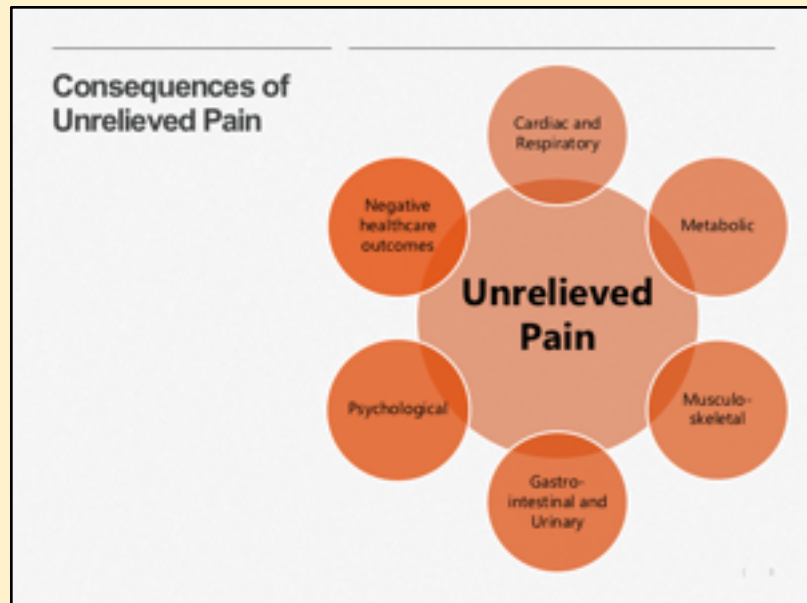 Consequences of
Unrelieved Pain
Cardiac and
Respiratory
Metabolic
Musculo-
skeletal
Gastro-
intestinal and
Urinary
Psychological
Negative
healthcare
outcomes
Unrelieved
Pain